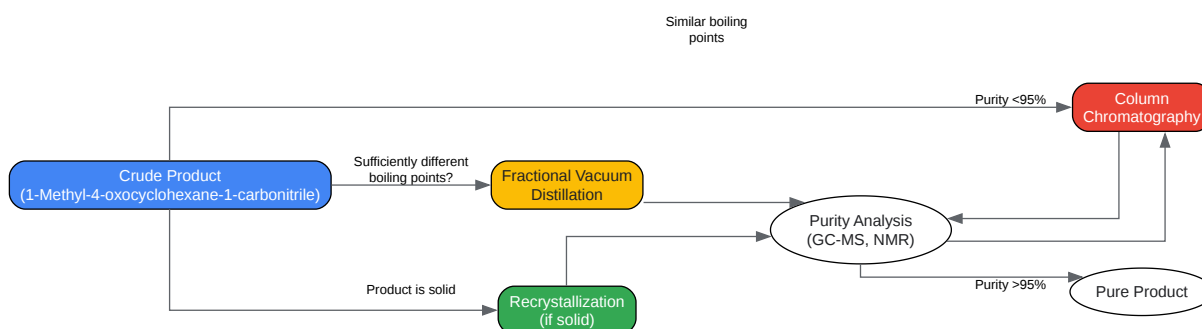 Similar boiling
points
Purity <95%
Column
Chromatography
Crude Product
(1-Methyl-4-oxocyclohexane-1-carbonitrile)
Sufficiently different
boiling points?
Fractional Vacuum
Distillation
Purity Analysis
(GC-MS, NMR)
Product is solid
Recrystallization
(if solid)
Purity >95%
Pure Product